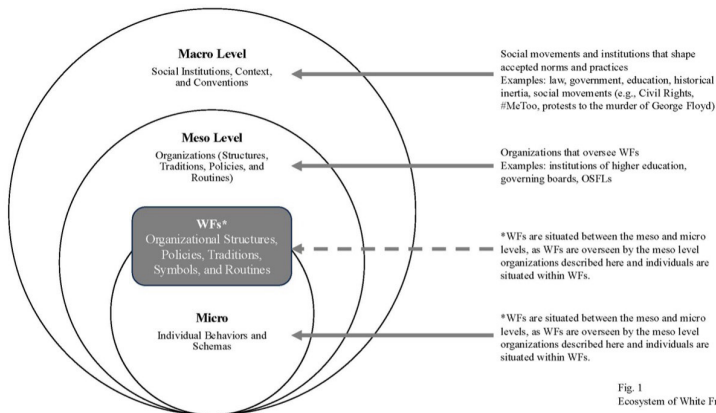 Macro Level
Social Institutions, Context,
and Conventions
Social movements and institutions that shape
accepted norms and practices
Examples: law, government, education, historical
inertia, social movements (e.g., Civil Rights,
#MeToo, protests to the murder of George Floyd)
Meso Level
Organizations (Structures,
Traditions, Policies, and
Routines)
Organizations that oversee WFs
Examples: institutions of higher education,
governing boards, OSFLs
WFs*
Organizational Structures,
Policies, Traditions,
Symbols, and Routines
*WFs are situated between the meso and micro
levels, as WFs are overseen by the meso level
organizations described here and individuals are
situated within WFs.
Micro
Individual Behaviors and
Schemas
*WFs are situated between the meso and micro
levels, as WFs are overseen by the meso level
organizations described here and individuals are
situated within WFs.
Fig. 1
Ecosystem of White